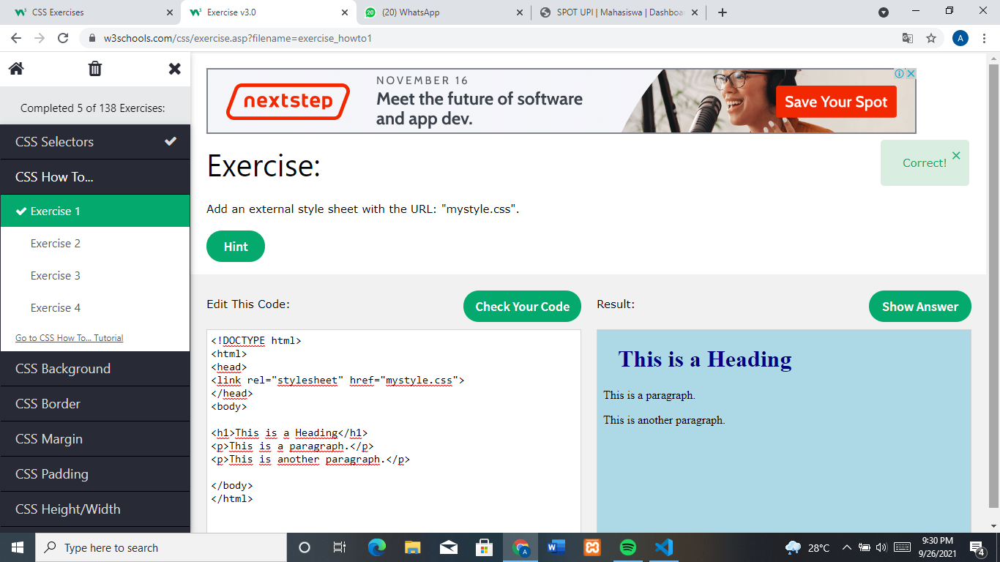 CSS Exercises
Exercise v3.0
(20) WhatsApp
SPOT UPI | Mahasiswa | Dashboa
w3schools.com/css/exercise.asp?filename=exercise_howto1
A
Completed 5 of 138 Exercises:
CSS Selectors
CSS How To...
Exercise 1
Exercise 2
Exercise 3
Exercise 4
Go to CSS How To... Tutorial
CSS Background
CSS Border
CSS Margin
CSS Padding
CSS Height/Width
nextstep
NOVEMBER 16
Meet the future of software
and app dev.
Save Your Spot
Exercise:
Correct!
Add an external style sheet with the URL: "mystyle.css".
Hint
Edit This Code:
Check Your Code
<!DOCTYPE html>
<html>
<head>
<link rel="stylesheet" href="mystyle.css">
</head>
<body>
<h1>This is a Heading</h1>
<p>This is a paragraph.</p>
<p>This is another paragraph.</p>
</body>
</html>
Result:
Show Answer
This is a Heading
This is a paragraph.
This is another paragraph.
Type here to search
28°C
9:30 PM
9/26/2021
4